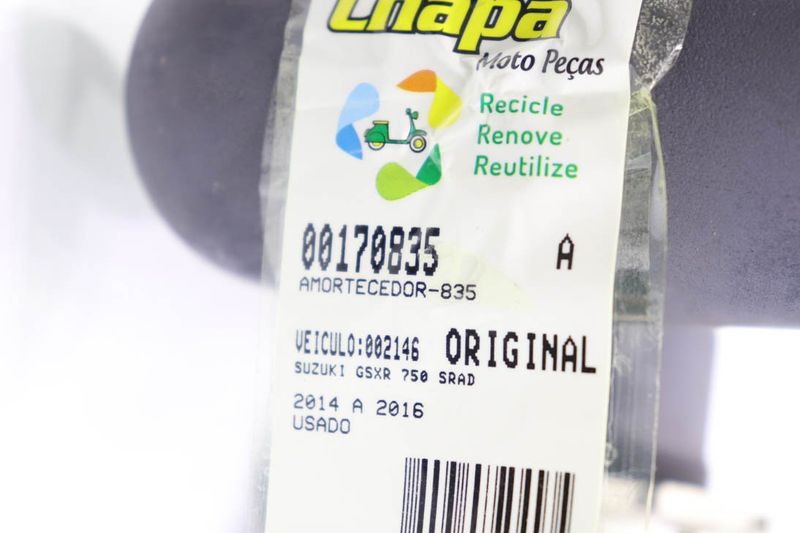 Chapa
Moto Peças
Recicle
Renove
Reutilize
00170835 A
AMORTECEDOR-835
VEICULO:002146 ORIGINAL
SUZUKI GSXR 750 SRAD
2014 A 2016
USADO